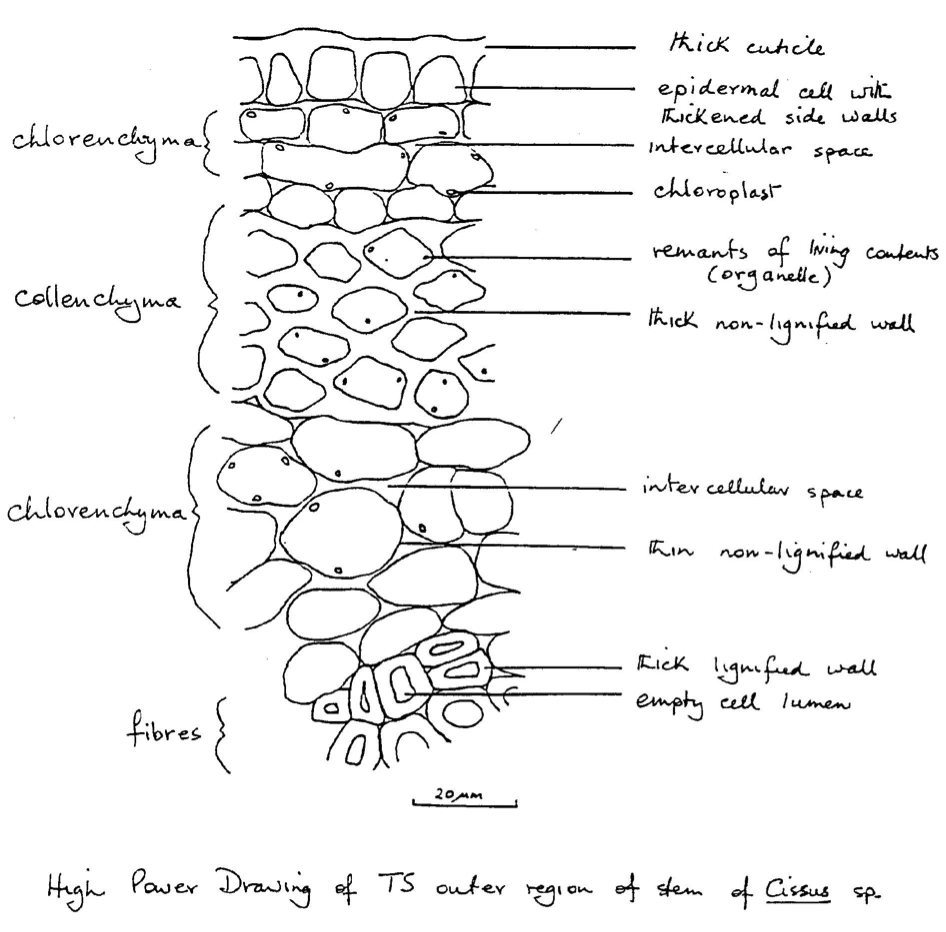 thick cuticle
epidermal cell with
thickened side walls
chlorenchyma
intercellular space
chloroplast
remants of living contents
(organelle)
collenchyma
thick non-lignified wall
intercellular space
chlorenchyma
thin non-lignified wall
thick lignified wall
empty cell lumen
fibres
20 μm
High Power Drawing of TS outer region of stem of Cissus sp.